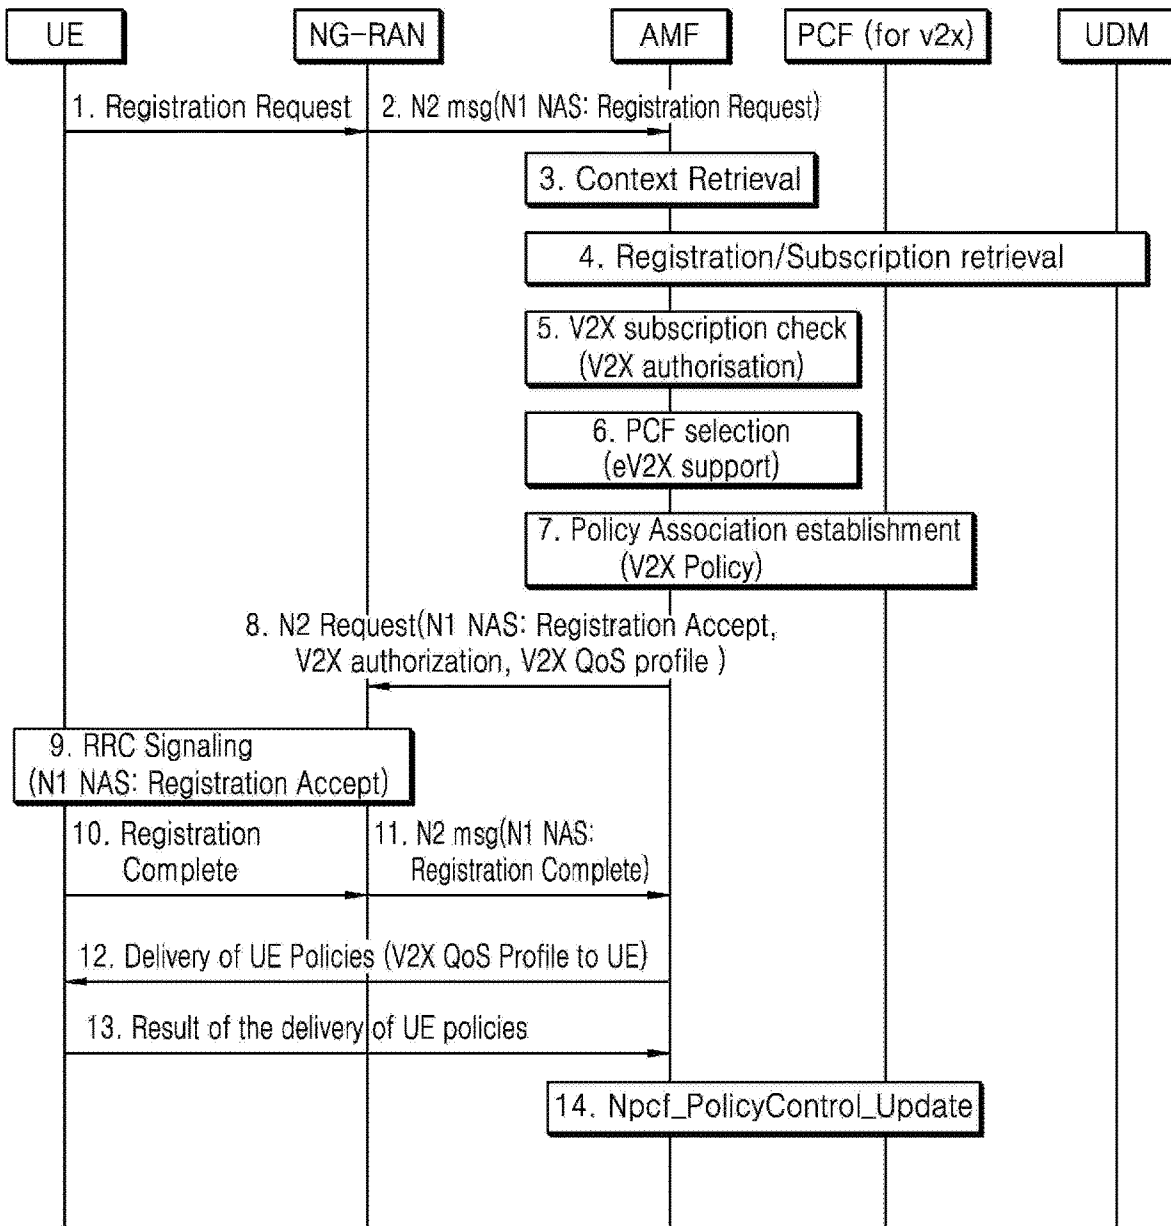 UE
NG-RAN
AMF
PCF (for v2x)
UDM
1. Registration Request
2. N2 msg(N1 NAS: Registration Request)
3. Context Retrieval
4. Registration/Subscription retrieval
5. V2X subscription check
(V2X authorisation)
6. PCF selection
(eV2X support)
7. Policy Association establishment
(V2X Policy)
8. N2 Request(N1 NAS: Registration Accept,
V2X authorization, V2X QoS profile )
9. RRC Signaling
(N1 NAS: Registration Accept)
10. Registration
Complete
11. N2 msg(N1 NAS:
Registration Complete)
12. Delivery of UE Policies (V2X QoS Profile to UE)
13. Result of the delivery of UE policies
14. Npcf_PolicyControl_Update